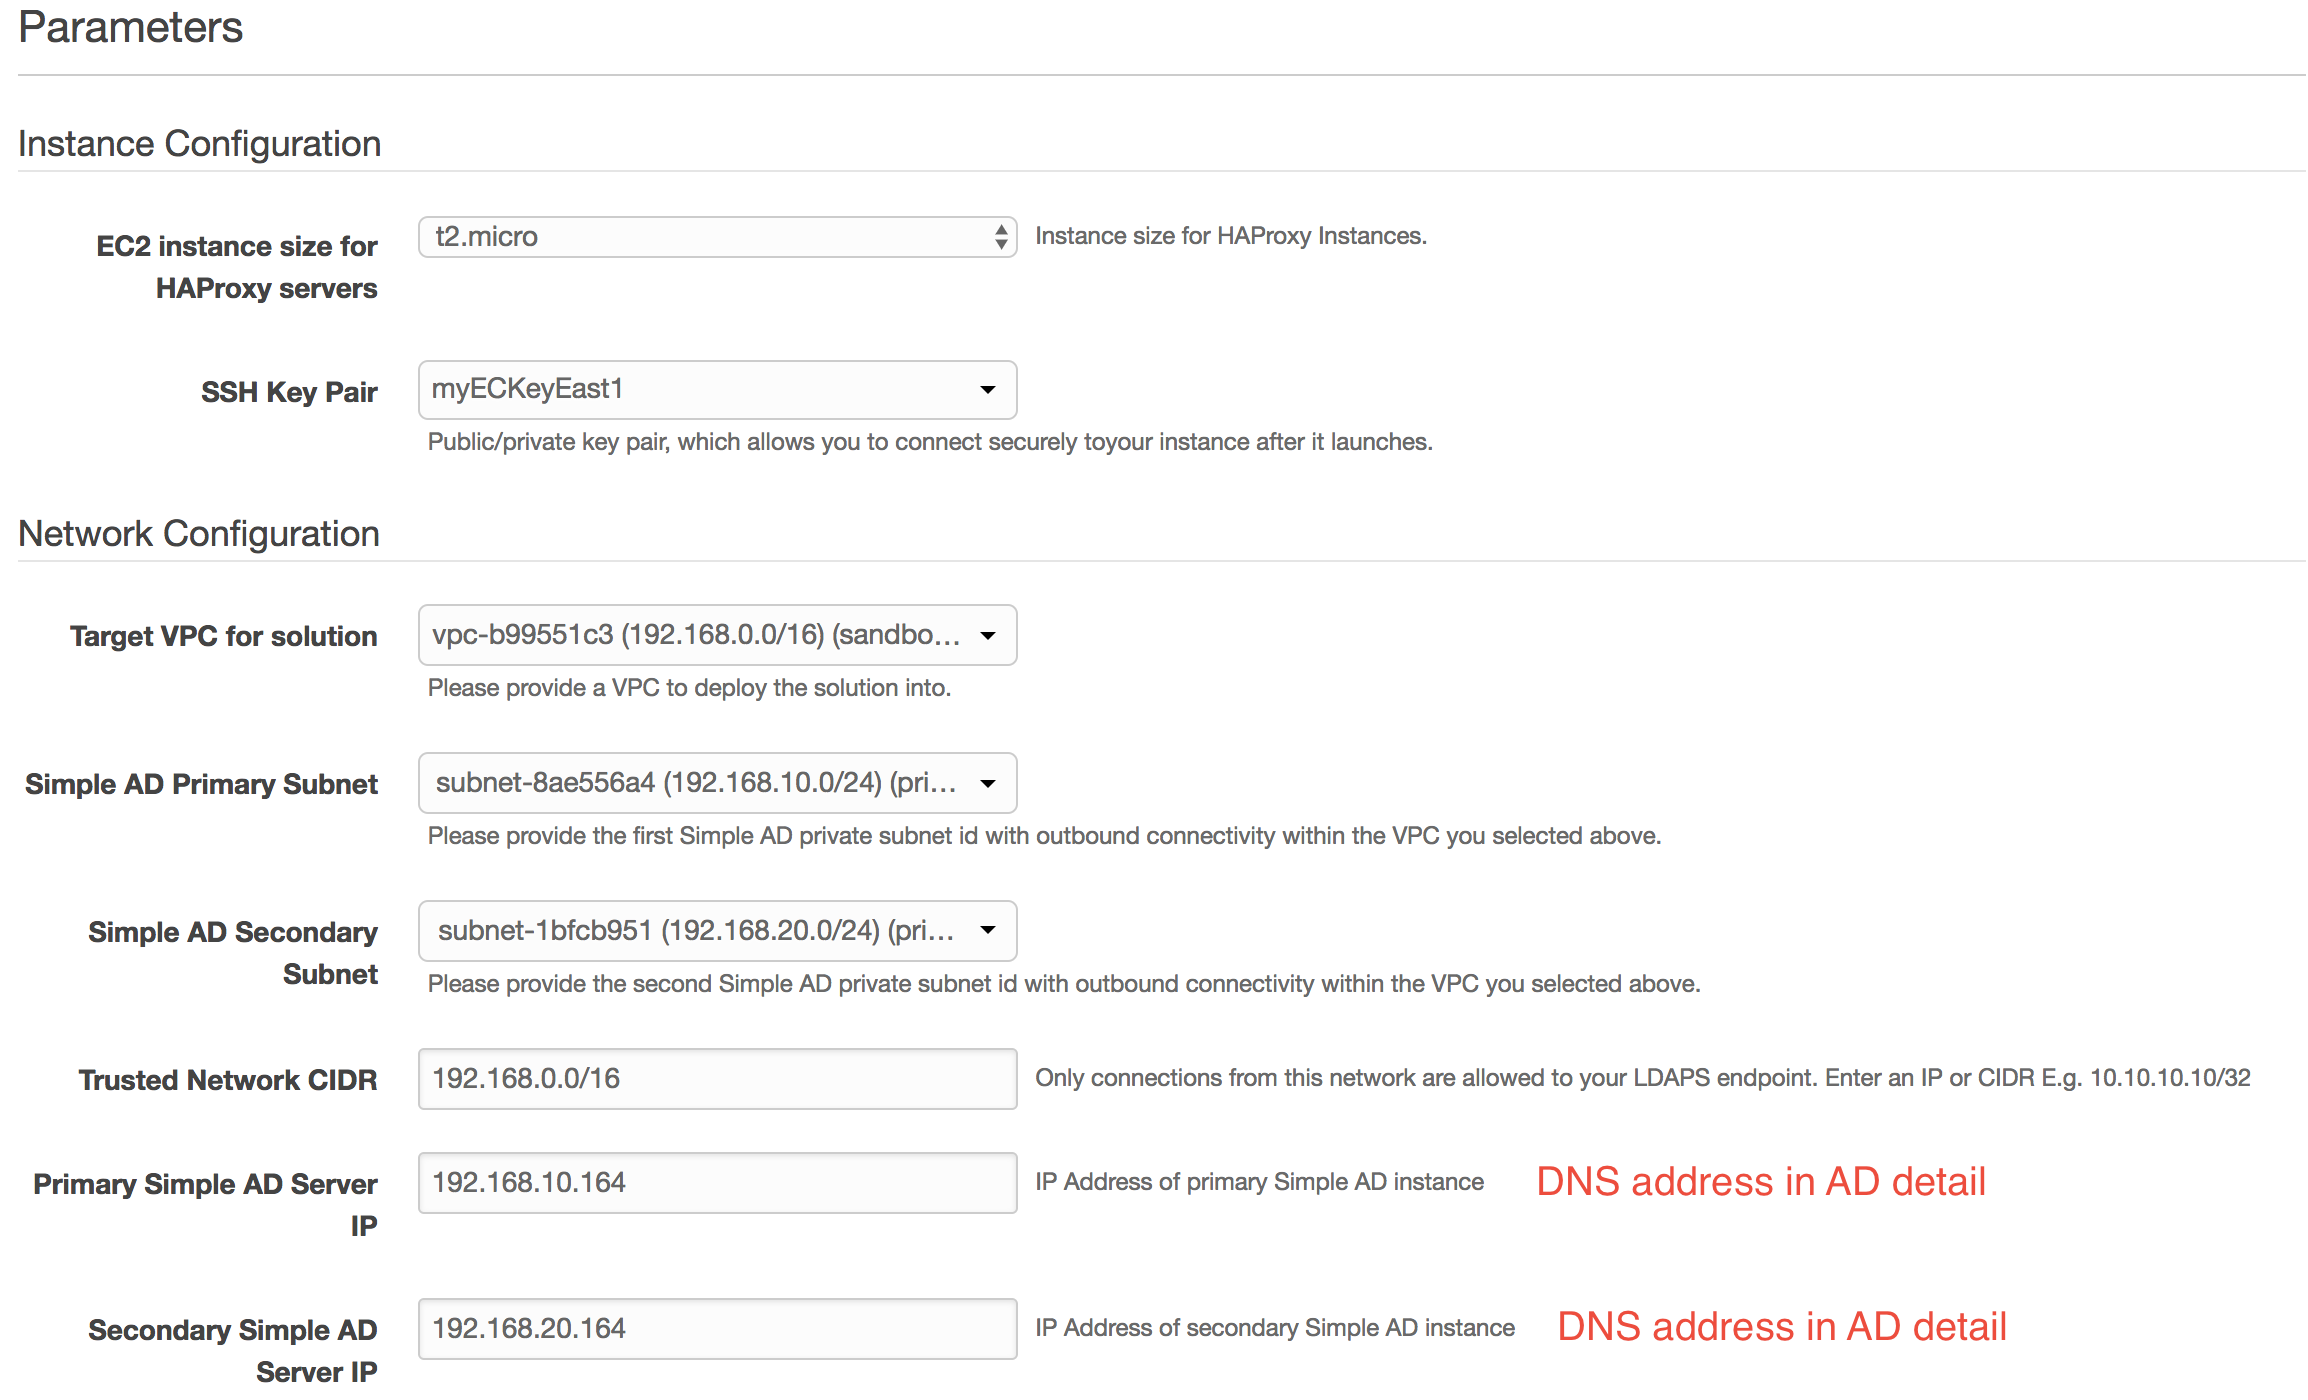 Parameters
Instance Configuration
EC2 instance size for
HAProxy servers
t2.micro
Instance size for HAProxy Instances.
SSH Key Pair
myECKeyEast1
Public/private key pair, which allows you to connect securely toyour instance after it launches.
Network Configuration
Target VPC for solution
vpc-b99551c3 (192.168.0.0/16) (sandbo...
Please provide a VPC to deploy the solution into.
Simple AD Primary Subnet
subnet-8ae556a4 (192.168.10.0/24) (pri...
Please provide the first Simple AD private subnet id with outbound connectivity within the VPC you selected above.
Simple AD Secondary
Subnet
subnet-1bfcb951 (192.168.20.0/24) (pri...
Please provide the second Simple AD private subnet id with outbound connectivity within the VPC you selected above.
Trusted Network CIDR
192.168.0.0/16
Only connections from this network are allowed to your LDAPS endpoint. Enter an IP or CIDR E.g. 10.10.10.10/32
Primary Simple AD Server
IP
192.168.10.164
IP Address of primary Simple AD instance
DNS address in AD detail
Secondary Simple AD
Server IP
192.168.20.164
IP Address of secondary Simple AD instance
DNS address in AD detail